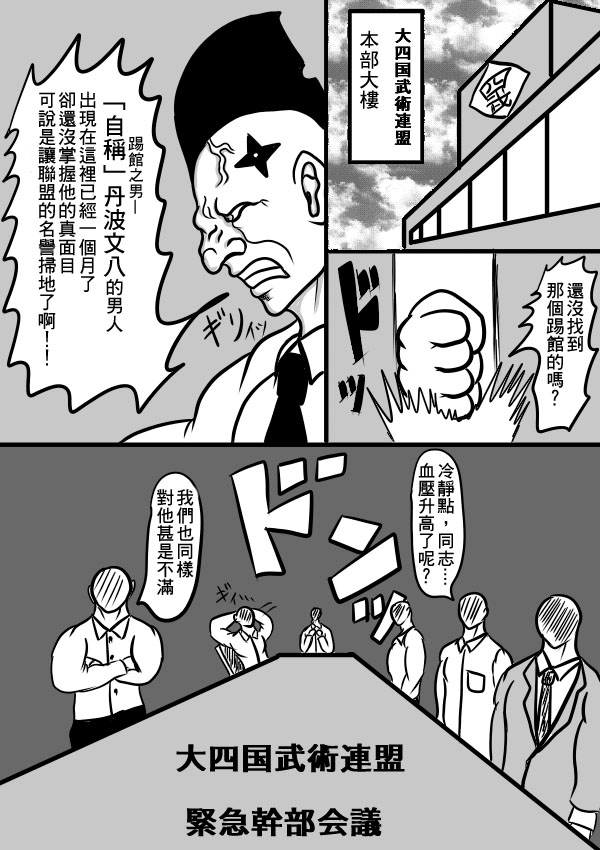 大四国武術連盟
本部大樓
四武
還沒找到
那個踢館的嗎？
ドドッ
踢館之男—
「自稱」丹波文八的男人
出現在這裡已經一個月了
卻還沒掌握他的真面目
可說是讓聯盟的名譽掃地了啊！！
ギリィッ
冷靜點，同志…
血壓升高了呢？
ドンッ
我們也同樣
對他甚是不滿
ギィ…
大四国武術連盟
緊急幹部会議